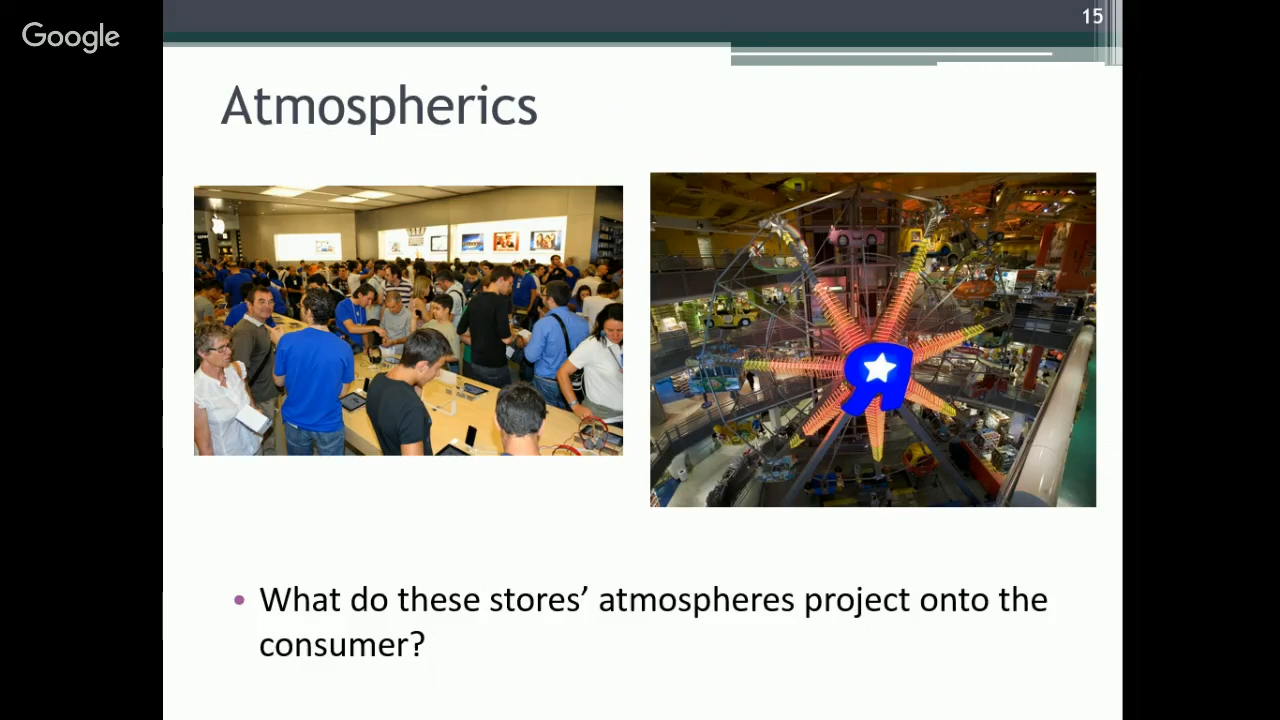 Google
15
Atmospherics
• What do these stores’ atmospheres project onto the
consumer?